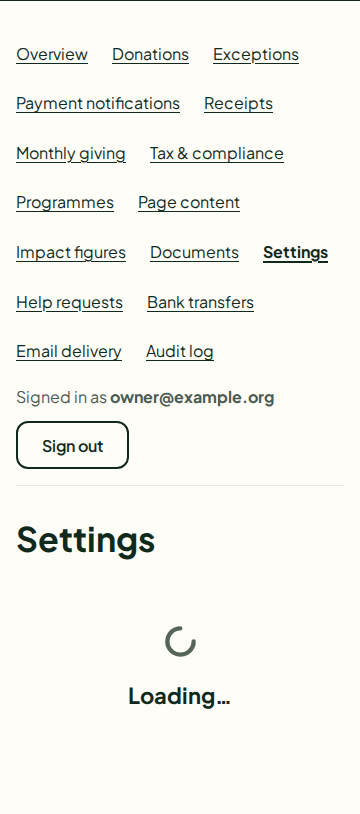 Overview Donations Exceptions
Payment notifications Receipts
Monthly giving Tax & compliance
Programmes Page content
Impact figures Documents Settings
Help requests Bank transfers
Email delivery Audit log
Signed in as owner@example.org
Sign out
Settings
Loading…